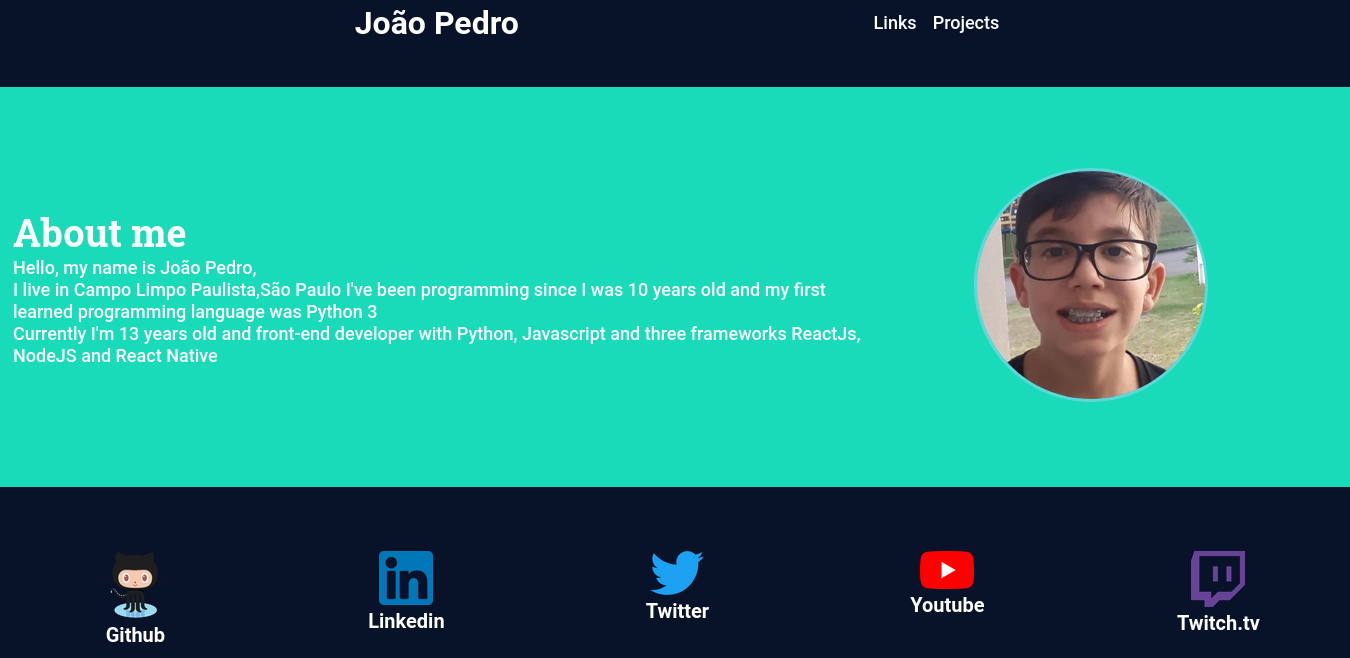 João Pedro
Links Projects
About me
Hello, my name is João Pedro,
I live in Campo Limpo Paulista,São Paulo I've been programming since I was 10 years old and my first
learned programming language was Python 3
Currently I'm 13 years old and front-end developer with Python, Javascript and three frameworks ReactJs,
NodeJS and React Native
in
Github
Linkedin
Twitter
Youtube
Twitch.tv